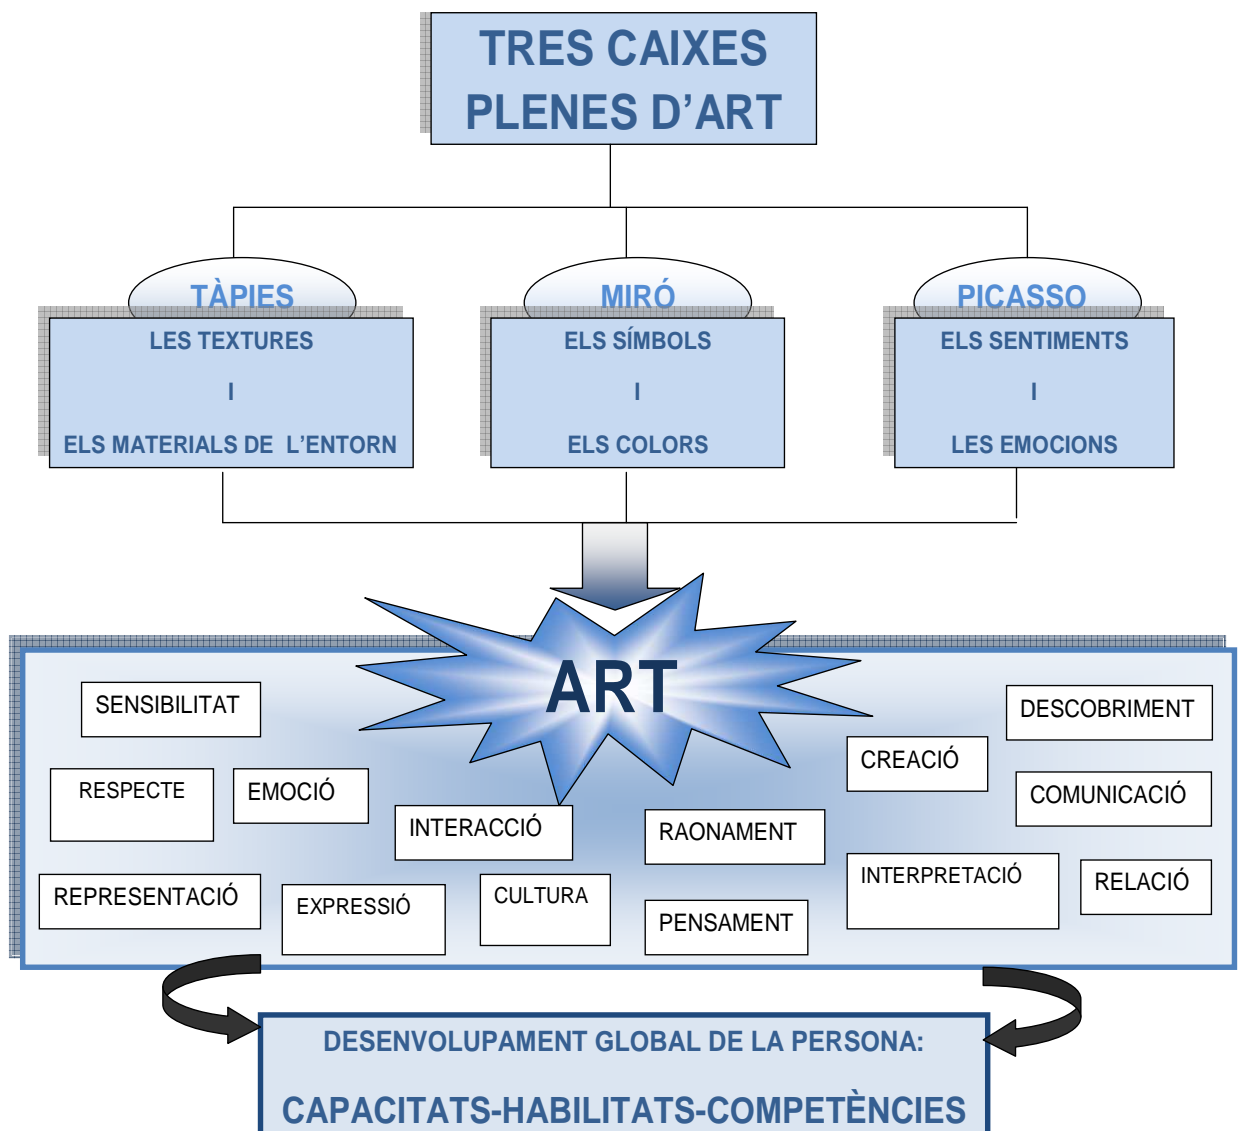 TRES CAIXES
PLENES D’ART
TÀPIES
LES TEXTURES
I
ELS MATERIALS DE L’ENTORN
MIRÓ
ELS SÍMBOLS
I
ELS COLORS
PICASSO
ELS SENTIMENTS
I
LES EMOCIONS
ART
SENSIBILITAT
DESCOBRIMENT
CREACIÓ
RESPECTE
EMOCIÓ
COMUNICACIÓ
INTERACCIÓ
RAONAMENT
REPRESENTACIÓ
EXPRESSIÓ
CULTURA
PENSAMENT
INTERPRETACIÓ
RELACIÓ
DESENVOLUPAMENT GLOBAL DE LA PERSONA:
CAPACITATS-HABILITATS-COMPETÈNCIES